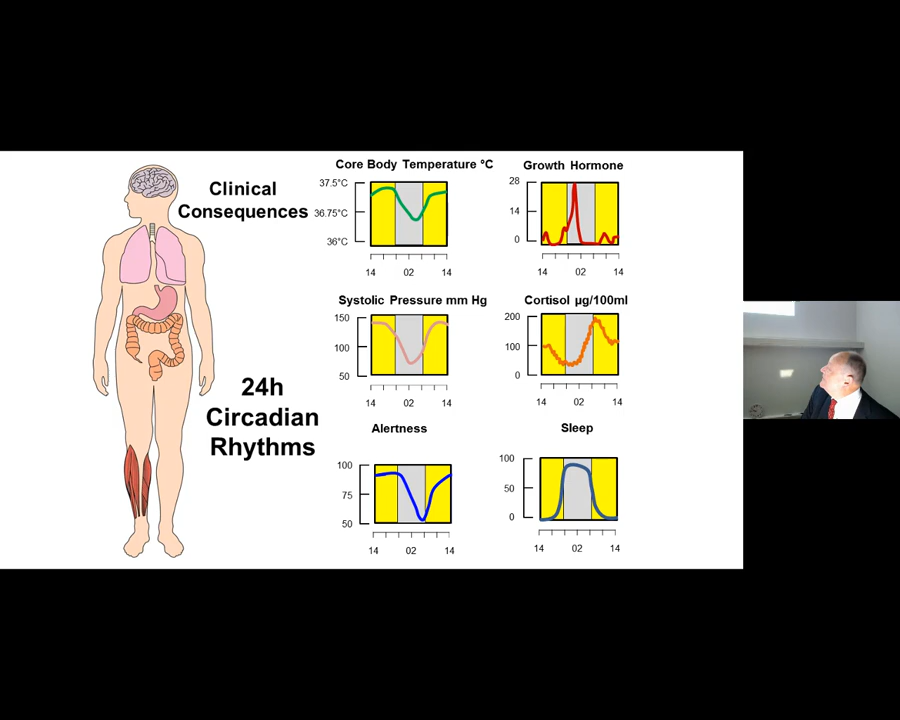 Clinical
Consequences
24h
Circadian
Rhythms
Core Body Temperature °C
37.5°C
36.75°C
36°C
14 02 14
Growth Hormone
28
14
0
14 02 14
Systolic Pressure mm Hg
150
100
50
14 02 14
Cortisol µg/100ml
200
100
0
14 02 14
Alertness
100
75
50
14 02 14
Sleep
100
50
0
14 02 14